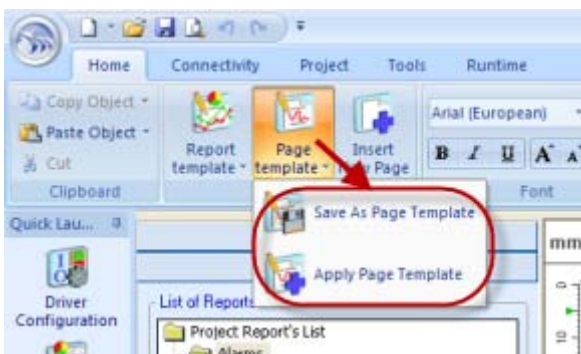 Home Connectivity Project Tools Runtime
Copy Object
Paste Object
Cut
Clipboard
Report template
Page template
Insert New Page
Arial (European)
B I U A A
Font
Save As Page Template
Apply Page Template
Quick Lau...
Driver Configuration
List of Reports
Project Report's List
Alarms
mm
0
10